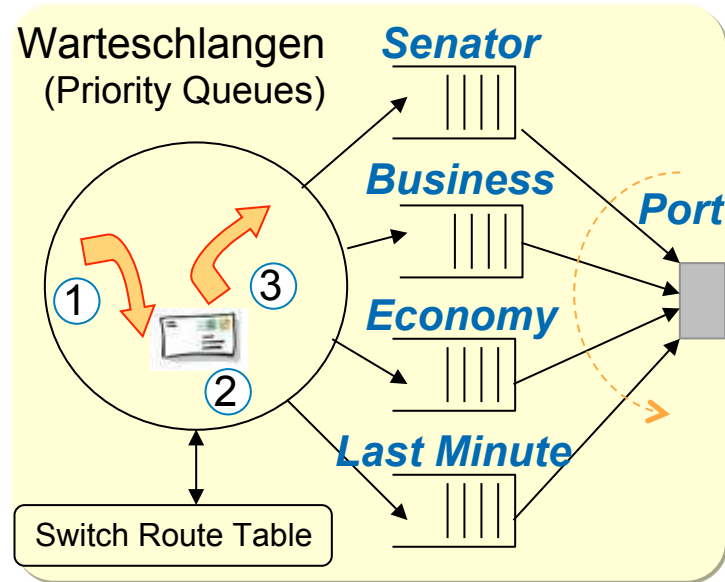 Warteschlangen
(Priority Queues)
Senator
Business
Port
1
3
2
Economy
Last Minute
Switch Route Table